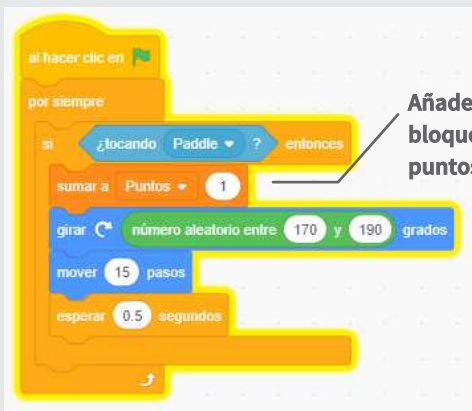 al hacer clic en
por siempre
si ¿tocando Paddle ? entonces
sumar a Puntos 1
girar número aleatorio entre 170 y 190 grados
mover 15 pasos
esperar 0.5 segundos
Añade
bloque
puntos